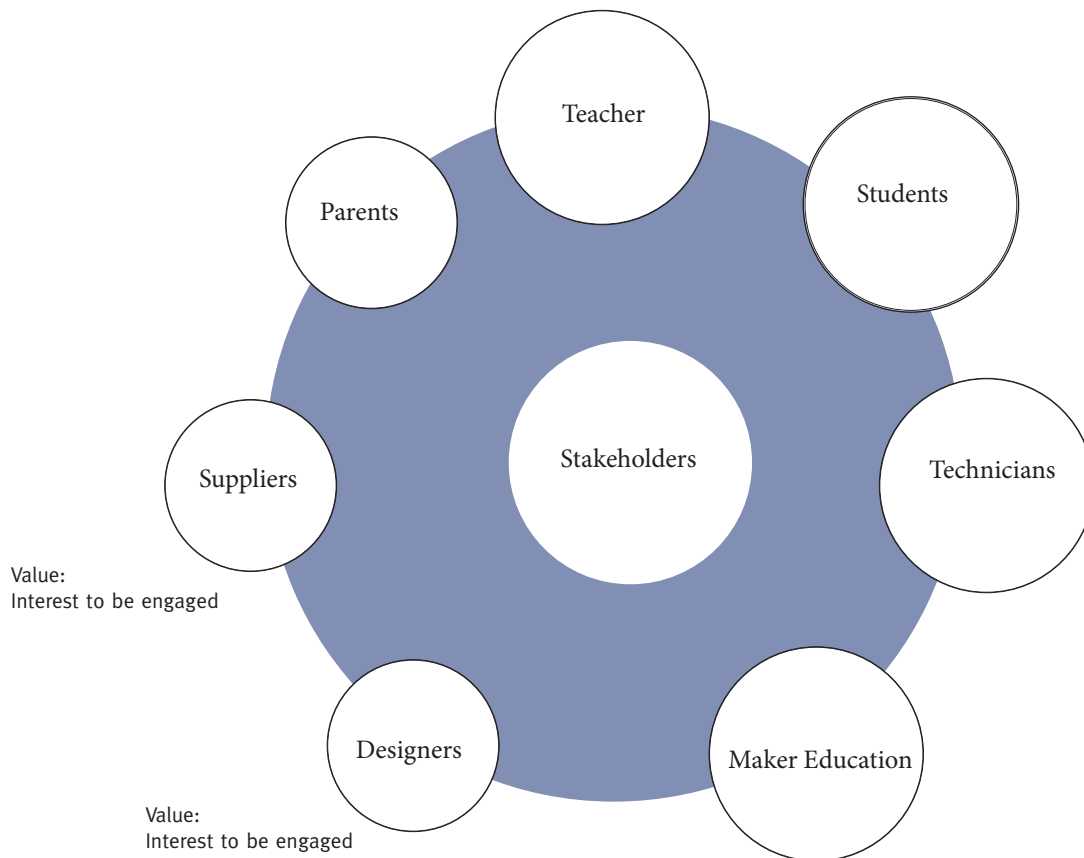 Teacher
Students
Parents
Stakeholders
Technicians
Suppliers
Value:
Interest to be engaged
Designers
Maker Education
Value:
Interest to be engaged